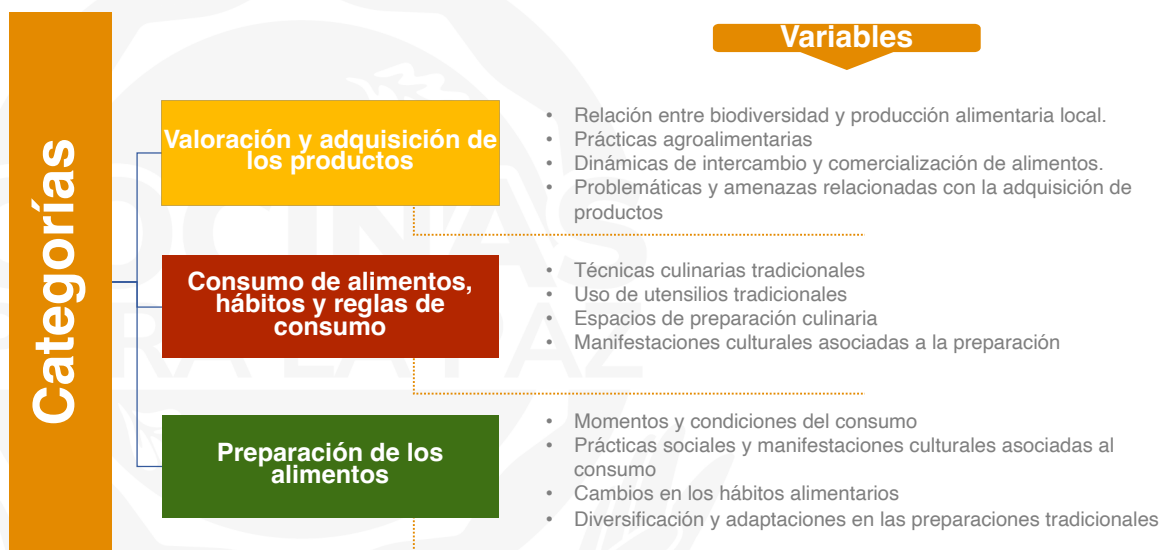 Categorías
Variables
Valoración y adquisición de
los productos
• Relación entre biodiversidad y producción alimentaria local.
• Prácticas agroalimentarias
• Dinámicas de intercambio y comercialización de alimentos.
• Problemáticas y amenazas relacionadas con la adquisición de
productos
Consumo de alimentos,
hábitos y reglas de
consumo
• Técnicas culinarias tradicionales
• Uso de utensilios tradicionales
• Espacios de preparación culinaria
• Manifestaciones culturales asociadas a la preparación
Preparación de los
alimentos
• Momentos y condiciones del consumo
• Prácticas sociales y manifestaciones culturales asociadas al
consumo
• Cambios en los hábitos alimentarios
• Diversificación y adaptaciones en las preparaciones tradicionales